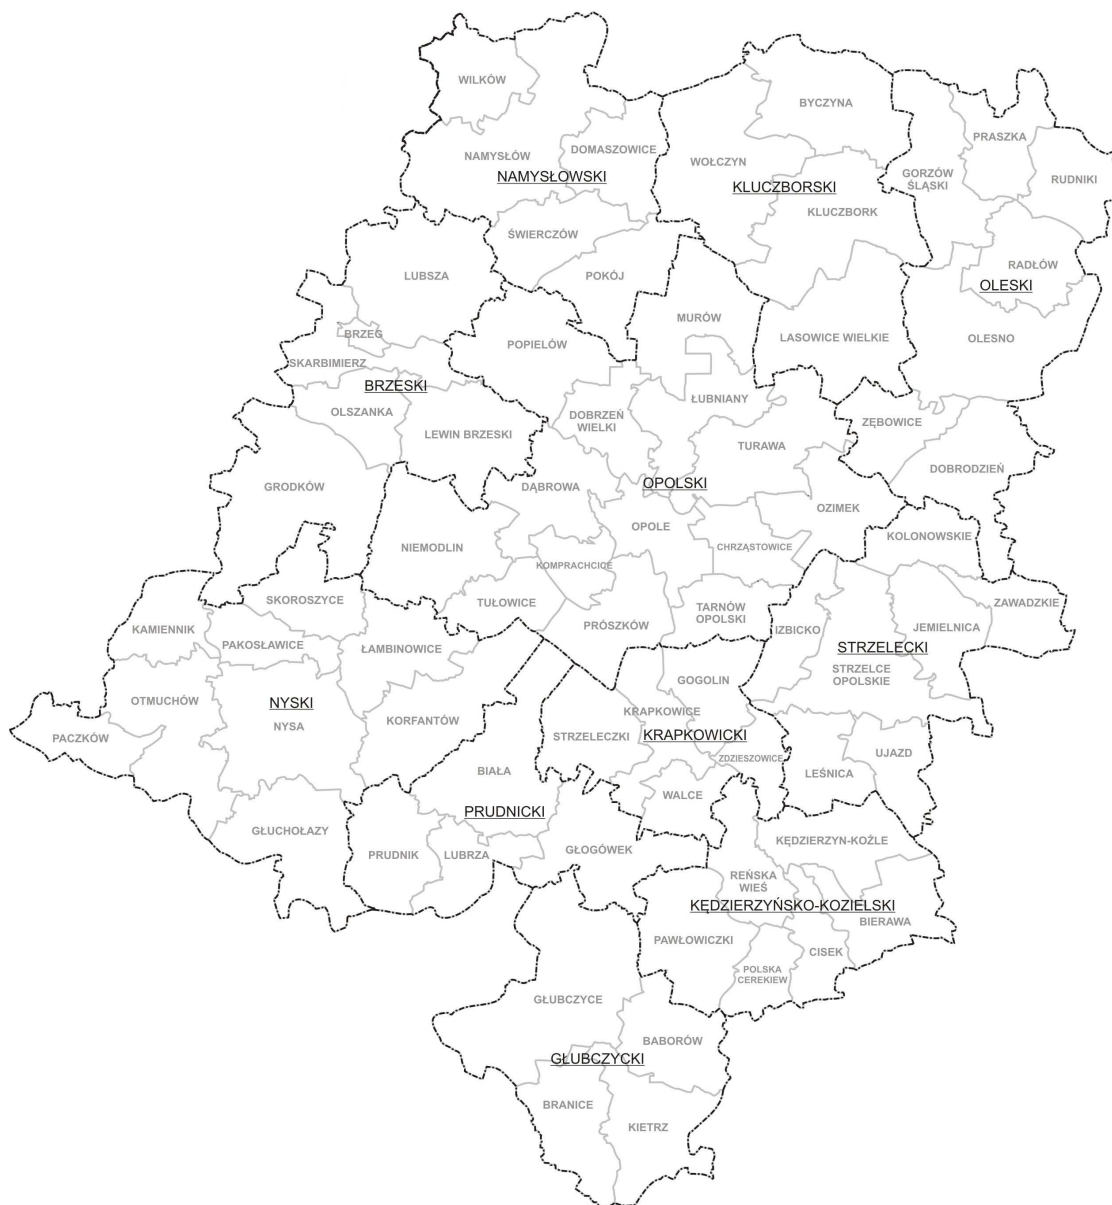 WILKÓW
BYCZYNA
PRASZKA
NAMYSŁÓW
DOMASZOWICE
WOŁCZYN
GORZÓW
ŚLĄSKI
RUDNIKI
NAMYSŁOWSKI
KLUCZBORSKI
KLUCZBORK
ŚWIERCZÓW
LUBSZA
POKÓJ
RADŁÓW
OLESKI
MURÓW
BRZEG
POPIELÓW
LASOWICE WIELKIE
OLESNO
SKARBIMIERZ
BRZESKI
OLSZANKA
DOBRZEŃ
WIELKI
ŁUBNIANY
ZĘBOWICE
LEWIN BRZESKI
TURAWA
DOBRODZIEŃ
GRODKÓW
DĄBROWA
OPOLSKI
OZIMEK
OPOLE
NIEMODLIN
CHRZĄSTOWICE
KOLONOWSKIE
KOMPRACHCICE
SKOROSZYCE
TUŁOWICE
TARNÓW
OPOLSKI
ZAWADZKIE
KAMIENNIK
PAKOSŁAWICE
ŁAMBINOWICE
PRÓSZKÓW
IZBICKO
JEMIELNICA
STRZELECKI
STRZELCE
OPOLSKIE
GOGOLIN
OTMUCHÓW
NYSKI
NYSA
KORFANTÓW
KRAPKOWICE
PACZKÓW
STRZELECZKI
KRAPKOWICKI
ZDZIESZOWICE
UJAZD
BIAŁA
LEŚNICA
WALCE
PRUDNICKI
GŁUCHOŁAZY
PRUDNIK
LUBRZA
GŁOGÓWEK
KĘDZIERZYN-KOŹLE
REŃSKA
WIEŚ
KĘDZIERZYŃSKO-KOZIELSKI
BIERAWA
PAWŁOWICZKI
CISEK
POLSKA
CEREKIEW
GŁUBCZYCE
BABORÓW
GŁUBCZYCKI
BRANICE
KIETRZ